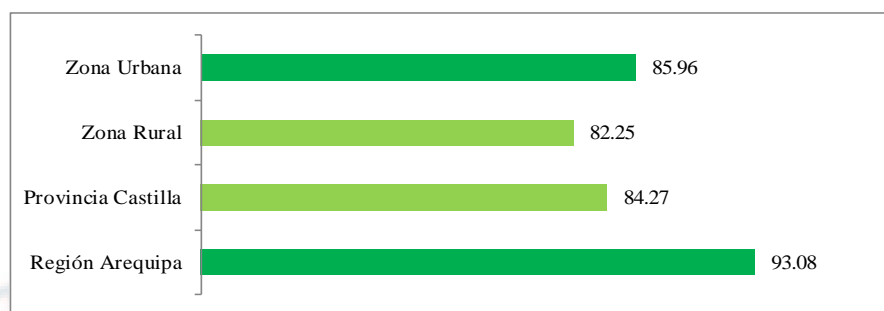 Zona Urbana 85.96
Zona Rural 82.25
Provincia Castilla 84.27
Región Arequipa 93.08